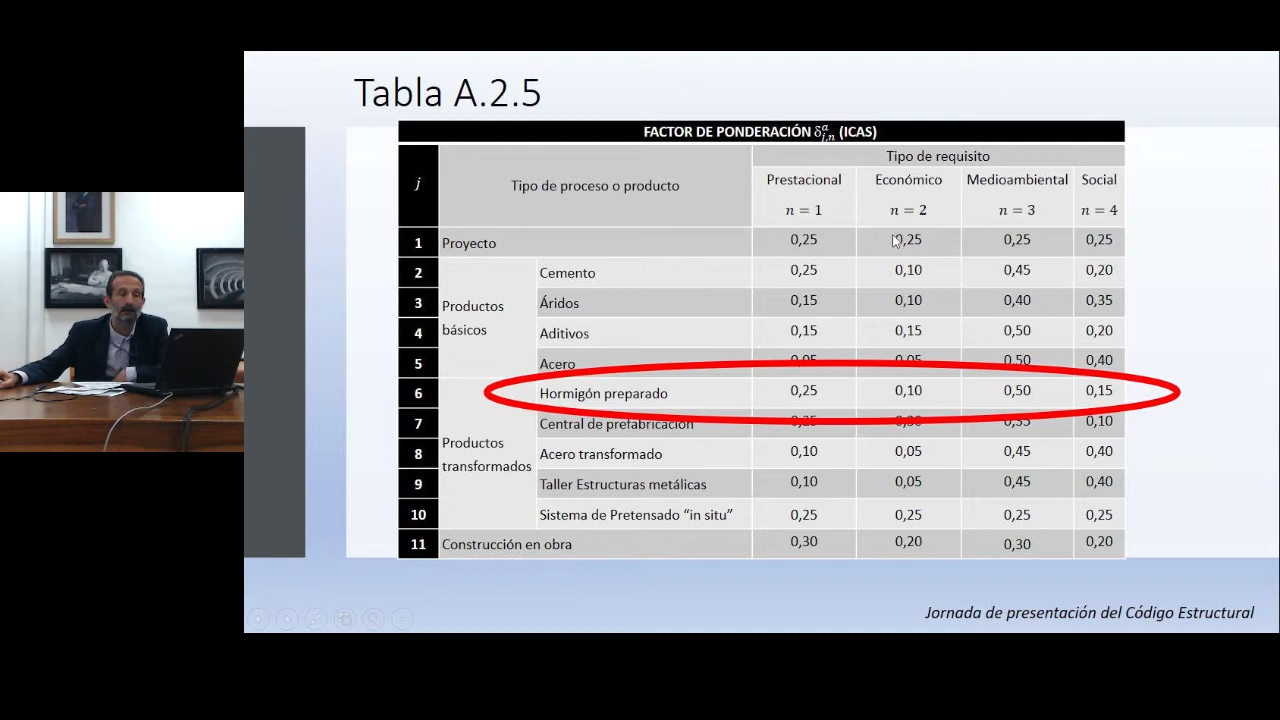 Tabla A.2.5
FACTOR DE PONDERACIÓN δᵅⱼ,ₙ (ICAS)
j Tipo de proceso o producto Tipo de requisito
Prestacional Económico Medioambiental Social
n = 1 n = 2 n = 3 n = 4
1 Proyecto 0,25 0,25 0,25 0,25
Productos básicos
2 Cemento 0,25 0,10 0,45 0,20
3 Áridos 0,15 0,10 0,40 0,35
4 Aditivos 0,15 0,15 0,50 0,20
5 Acero 0,05 0,05 0,50 0,40
Productos transformados
6 Hormigón preparado 0,25 0,10 0,50 0,15
7 Central de prefabricación 0,35 0,10
8 Acero transformado 0,10 0,05 0,45 0,40
9 Taller Estructuras metálicas 0,10 0,05 0,45 0,40
10 Sistema de Pretensado “in situ” 0,25 0,25 0,25 0,25
11 Construcción en obra 0,30 0,20 0,30 0,20
Jornada de presentación del Código Estructural